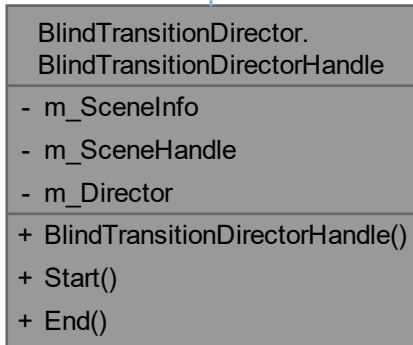 BlindTransitionDirector.
BlindTransitionDirectorHandle
- m_SceneInfo
- m_SceneHandle
- m_Director
+ BlindTransitionDirectorHandle()
+ Start()
+ End()